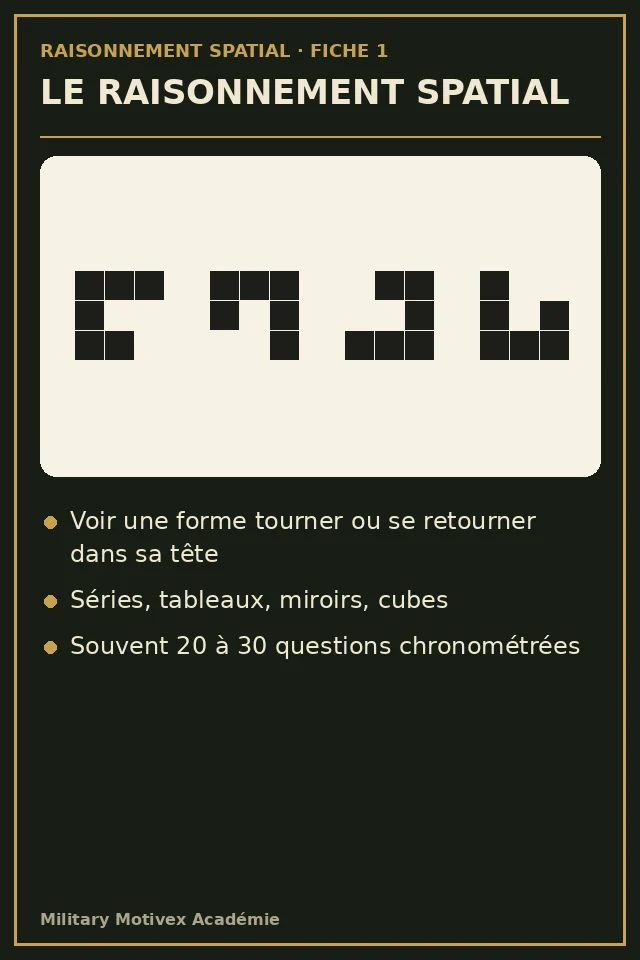 RAISONNEMENT SPATIAL · FICHE 1
LE RAISONNEMENT SPATIAL
Voir une forme tourner ou se retourner
dans sa tête
Séries, tableaux, miroirs, cubes
Souvent 20 à 30 questions chronométrées
Military Motivex Académie